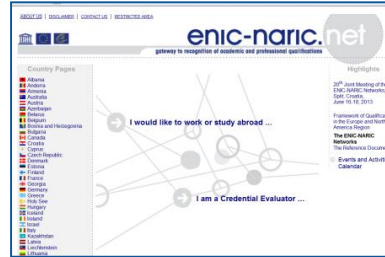 ABOUT US | DISCLAIMER | CONTACT US | RESTRICTED AREA
enic-naric.net
gateway to recognition of academic and professional qualifications
Country Pages
Albania
Andorra
Armenia
Australia
Austria
Azerbaijan
Belarus
Belgium
Bosnia and Herzegovina
Bulgaria
Canada
Croatia
Cyprus
Czech Republic
Denmark
Estonia
Finland
France
Georgia
Germany
Greece
Holy See
Hungary
Iceland
Ireland
Israel
Italy
Kazakhstan
Latvia
Liechtenstein
Lithuania
I would like to work or study abroad ...
I am a Credential Evaluator ...
Highlights
20th Joint Meeting of the
ENIC-NARIC Networks
Split, Croatia,
June 16-18, 2013
Framework of Qualifica
in the Europe and North
America Region
The ENIC-NARIC
Networks
The Reference Docume
Events and Activiti
Calendar